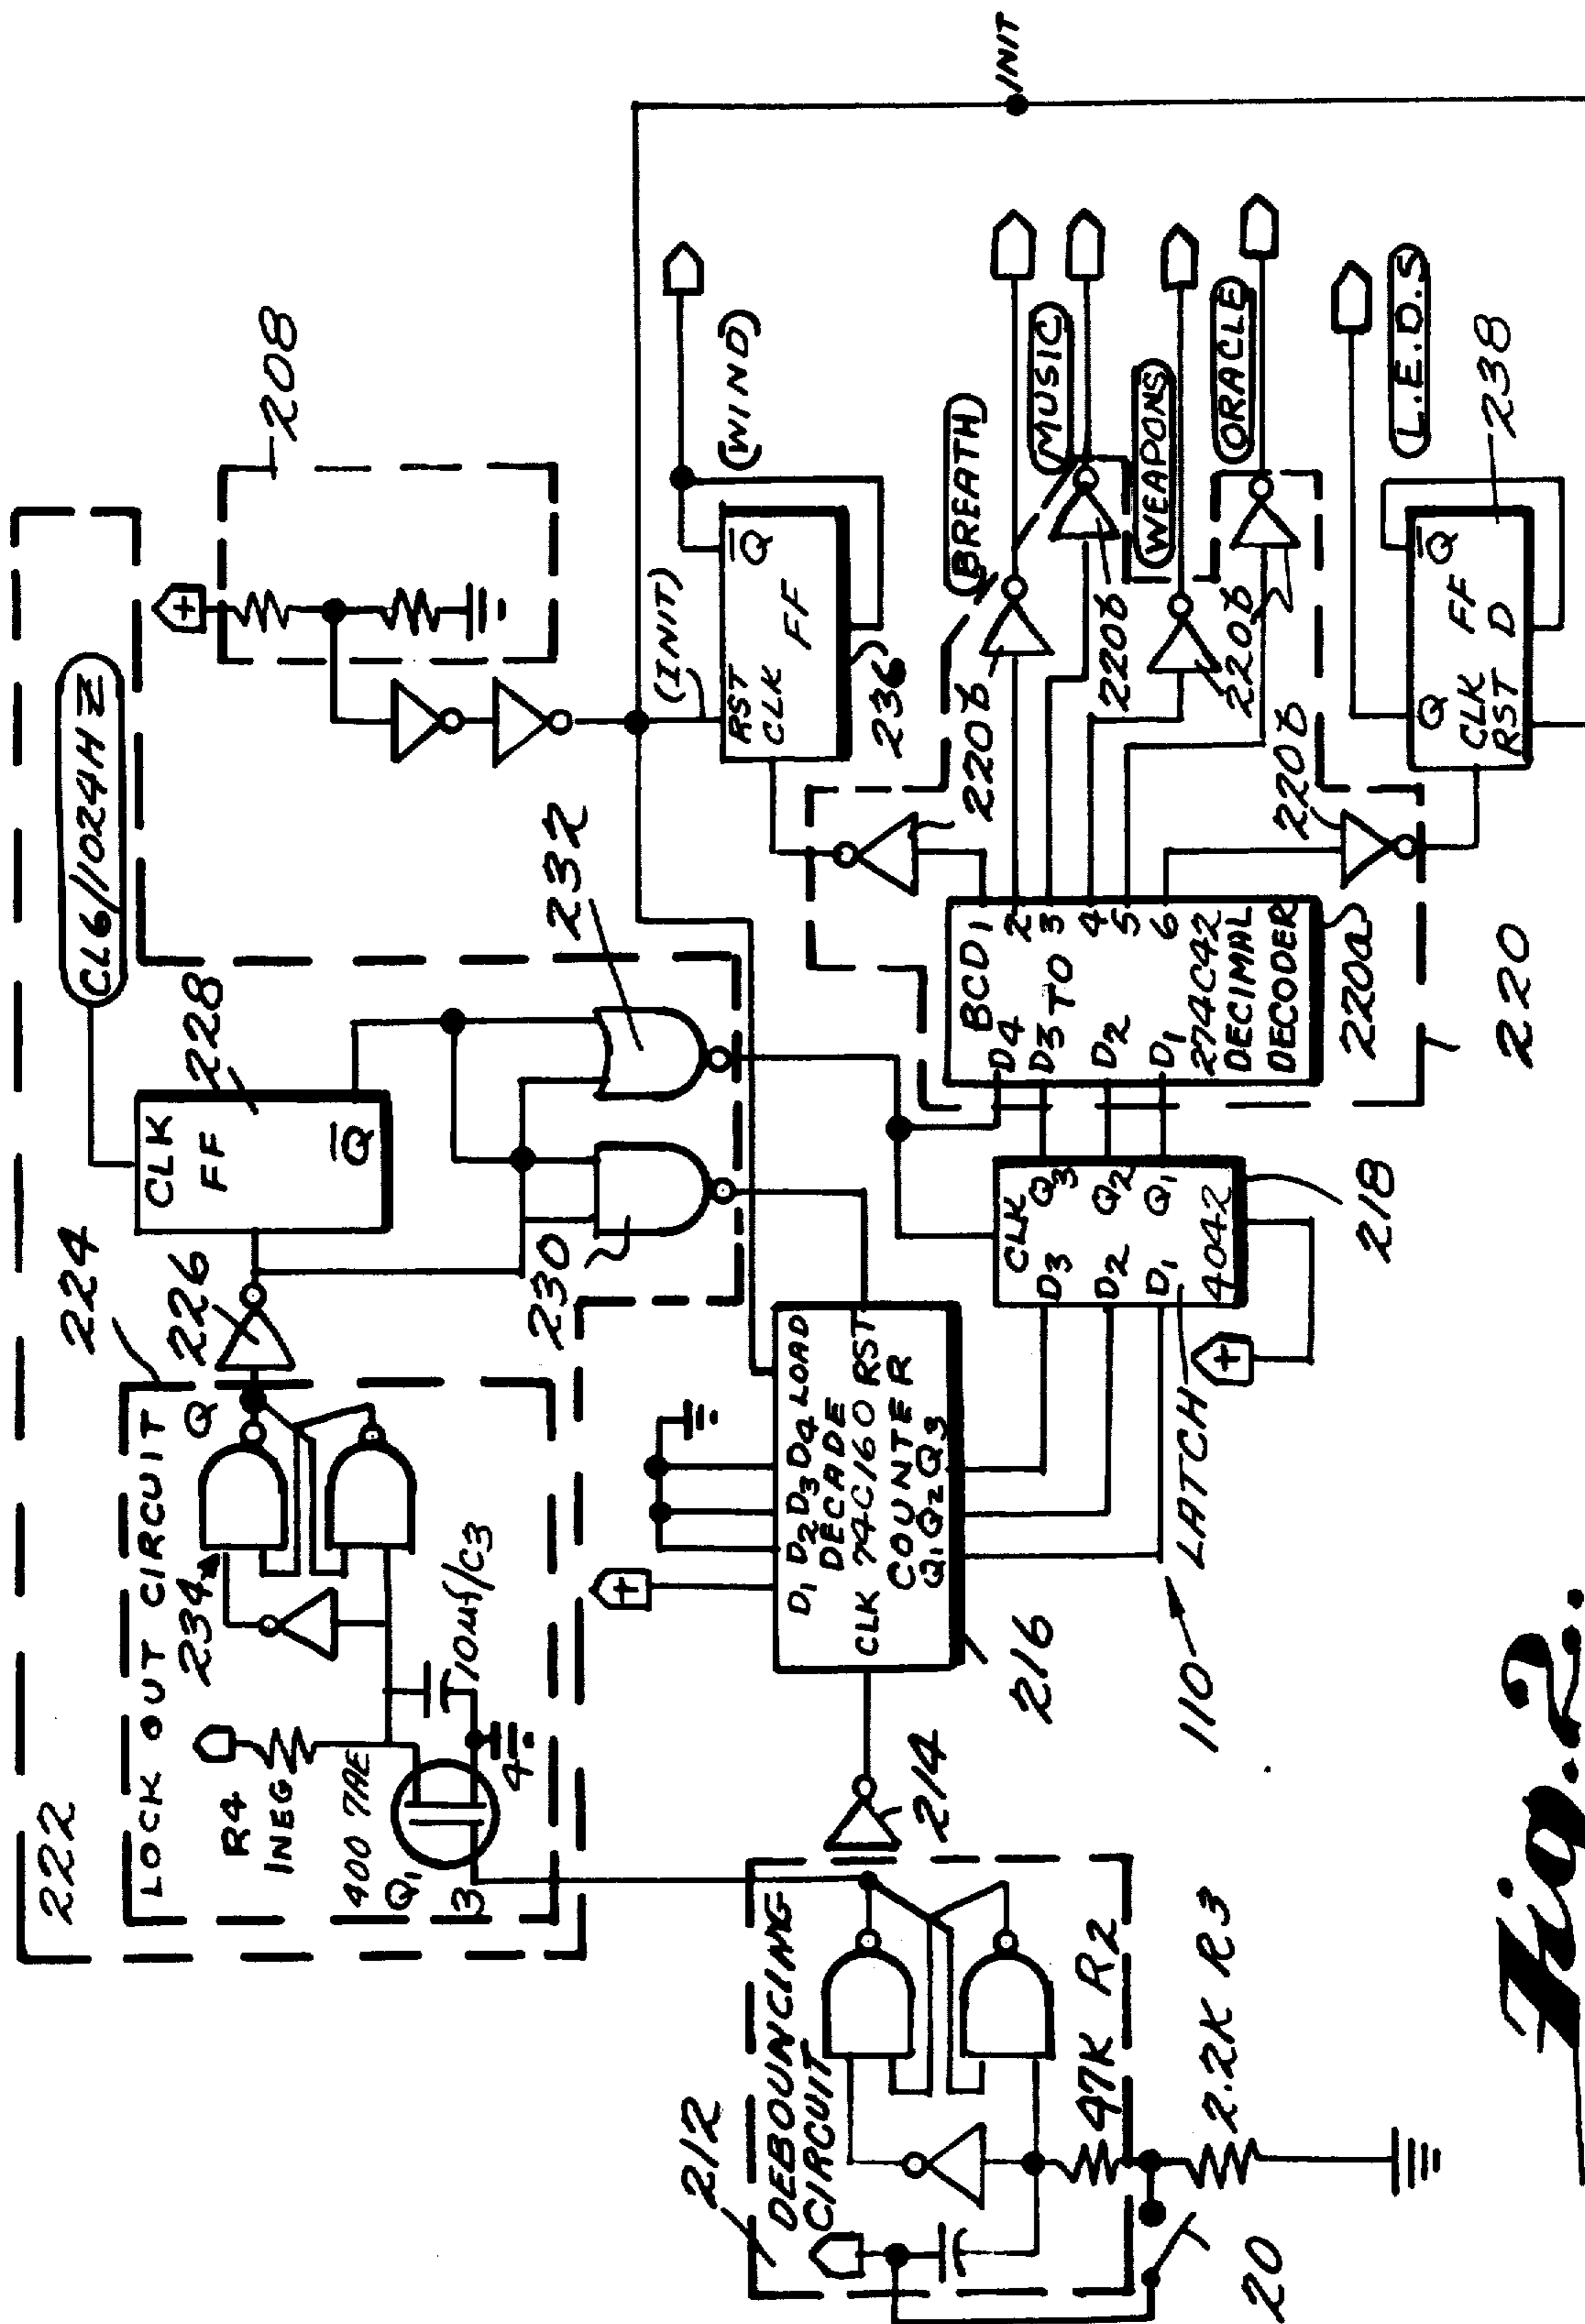 222
LOCK OUT CIRCUIT
224
226
228
CL6/1024HZ
208
234
Q
R4
INEG
400 7AE
Q1
3
4
10µf/C3
CLK
FF
Q̅
230
232
INIT
(INIT)
RST
CLK
Q̅
FF
236
(WIND)
212
DEBOUNCING
CIRCUIT
47K R2
2.2K R3
20
214
D1 D2 D3 D4 LOAD
DECADE
CLK 74C160 RST
COUNTER
Q1 Q2 Q3
216
110
LATCH
CLK
D3 Q3
D2 Q2
D1 Q1
4042
218
BCD 1
D4 2
D3 TO 3
D2 4
5
D1 6
274C42
DECIMAL
DECODER
220a
220
220b
220b
220b
220b
220b
BREATH
MUSIC
WEAPONS
ORACLE
L.E.D.S
Q Q̅
CLK FF
RST D
238
Fig. 2.